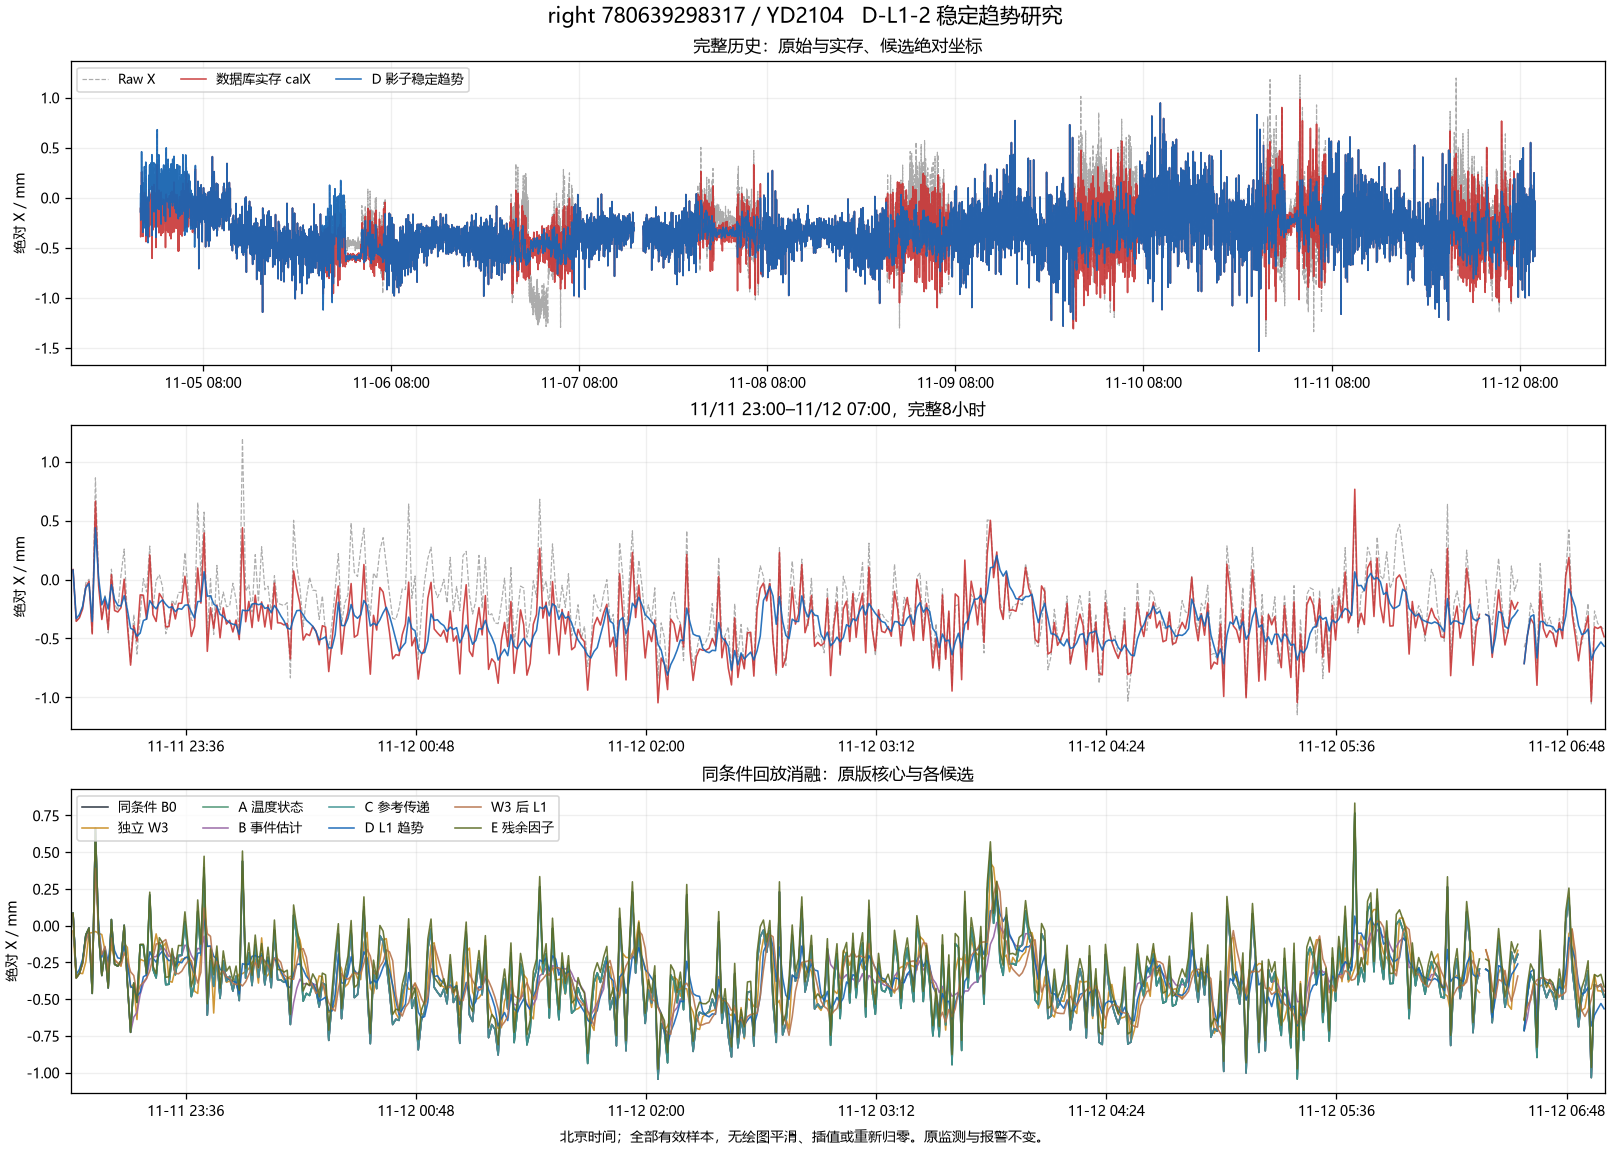 right 780639298317 / YD2104   D-L1-2 稳定趋势研究
完整历史：原始与实存、候选绝对坐标
Raw X
数据库实存 calX
D 影子稳定趋势
绝对 X / mm
1.0
0.5
0.0
-0.5
-1.0
-1.5
11-05 08:00
11-06 08:00
11-07 08:00
11-08 08:00
11-09 08:00
11-10 08:00
11-11 08:00
11-12 08:00
11/11 23:00–11/12 07:00，完整8小时
绝对 X / mm
1.0
0.5
0.0
-0.5
-1.0
11-11 23:36
11-12 00:48
11-12 02:00
11-12 03:12
11-12 04:24
11-12 05:36
11-12 06:48
同条件回放消融：原版核心与各候选
同条件 B0
A 温度状态
C 参考传递
W3 后 L1
独立 W3
B 事件估计
D L1 趋势
E 残余因子
绝对 X / mm
0.75
0.50
0.25
0.00
-0.25
-0.50
-0.75
-1.00
11-11 23:36
11-12 00:48
11-12 02:00
11-12 03:12
11-12 04:24
11-12 05:36
11-12 06:48
北京时间；全部有效样本，无绘图平滑、插值或重新归零。原监测与报警不变。